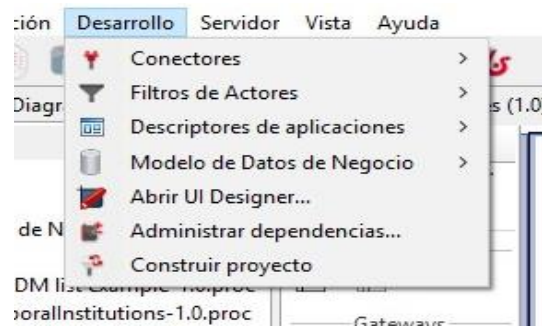 ción Desarrollo Servidor Vista Ayuda
Conectores >
Filtros de Actores >
Descriptores de aplicaciones >
Modelo de Datos de Negocio >
Abrir UI Designer...
Administrar dependencias...
Construir proyecto
Diagr
s (1.0
de N
DM list Example-1.0.proc
poralInstitutions-1.0.proc
Gateways